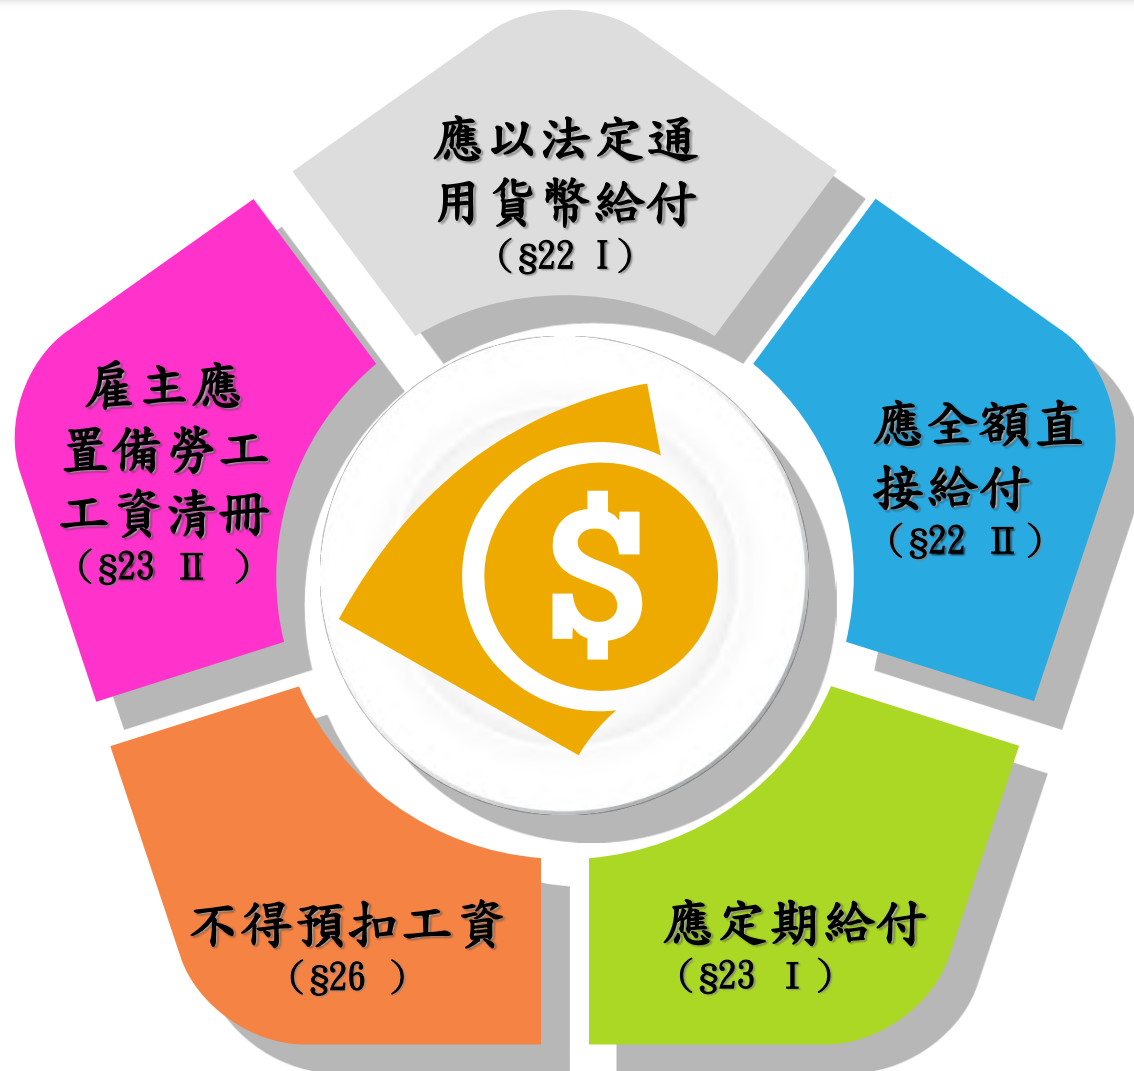 應以法定通
用貨幣給付
(§22 I)
應全額直
接給付
(§22 Ⅱ)
應定期給付
(§23 I)
不得預扣工資
(§26 )
雇主應
置備勞工
工資清冊
(§23 Ⅱ )
$